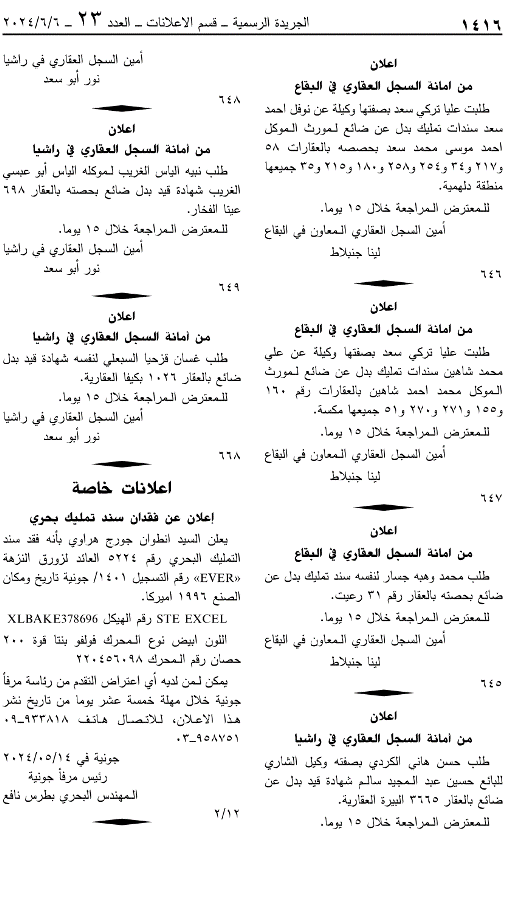 ١٤١٦
الجريدة الرسمية ــ قسم الاعلانات ــ العدد ٢٣ ــ ٢٠٢٤/٦/٦
اعلان
من امانة السجل العقاري في البقاع
طلبت عليا تركي سعد بصفتها وكيلة عن نوفل احمد
سعد سندات تمليك بدل عن ضائع لمورث الموكل
احمد موسى محمد سعد بحصصه بالعقارات ٥٨
و٢١٧ و٣٤ و٢٥٤ و٢٥٨ و١٨٠ و٢١٥ و٣٥ جميعها
منطقة دلهمية.
للمعترض المراجعة خلال ١٥ يوما.
أمين السجل العقاري المعاون في البقاع
لينا جنبلاط
٦٤٦
اعلان
من أمانة السجل العقاري في البقاع
طلبت عليا تركي سعد بصفتها وكيلة عن علي
محمد شاهين سندات تمليك بدل عن ضائع لمورث
الموكل محمد احمد شاهين بالعقارات رقم ١٦٠
و١٥٥ و٢٧١ و٢٧٠ و٥١ جميعها مكسة.
للمعترض المراجعة خلال ١٥ يوما.
أمين السجل العقاري المعاون في البقاع
لينا جنبلاط
٦٤٧
اعلان
من أمانة السجل العقاري في البقاع
طلب محمد وهبه جسار لنفسه سند تمليك بدل عن
ضائع بحصته بالعقار رقم ٣١ رعيت.
للمعترض المراجعة خلال ١٥ يوما.
أمين السجل العقاري المعاون في البقاع
لينا جنبلاط
٦٤٥
اعلان
من أمانة السجل العقاري في راشيا
طلب حسن هاني الكردي بصفته وكيل الشاري
للبائع حسين عبد المجيد سالم شهادة قيد بدل عن
ضائع بالعقار ٣٦٦٥ البيرة العقارية.
للمعترض المراجعة خلال ١٥ يوما.
أمين السجل العقاري في راشيا
نور أبو سعد
٦٤٨
اعلان
من أمانة السجل العقاري في راشيا
طلب نبيه الياس الغريب لموكله الياس أبو عيسي
الغريب شهادة قيد بدل ضائع بحصته بالعقار ٦٩٨
عيتا الفخار.
للمعترض المراجعة خلال ١٥ يوما.
أمين السجل العقاري في راشيا
نور أبو سعد
٦٤٩
اعلان
من أمانة السجل العقاري في راشيا
طلب غسان قزحيا السبعلي لنفسه شهادة قيد بدل
ضائع بالعقار ١٠٢٦ بكيفا العقارية.
للمعترض المراجعة خلال ١٥ يوما.
أمين السجل العقاري في راشيا
نور أبو سعد
٦٦٨
اعلانات خاصة
إعلان عن فقدان سند تمليك بحري
يعلن السيد انطوان جورج هراوي بأنه فقد سند
التمليك البحري رقم ٥٢٢٤ العائد لزورق النزهة
«EVER» رقم التسجيل ١٤٠١/ جونية تاريخ ومكان
الصنع ١٩٩٦ اميركا.
STE EXCEL رقم الهيكل XLBAKE378696
اللون ابيض نوع المحرك فولفو بنتا قوة ٢٠٠
حصان رقم المحرك ٢٢٠٤٥٦٠٩٨
يمكن لمن لديه أي اعتراض التقدم من رئاسة مرفأ
جونية خلال مهلة خمسة عشر يوما من تاريخ نشر
هذا الاعلان، للاتصال هاتف ٩٣٣٨١٨-٠٩
٩٥٨٧٥١-٠٣
جونية في ٢٠٢٤/٠٥/١٤
رئيس مرفأ جونية
المهندس البحري بطرس نافع
٢/١٢